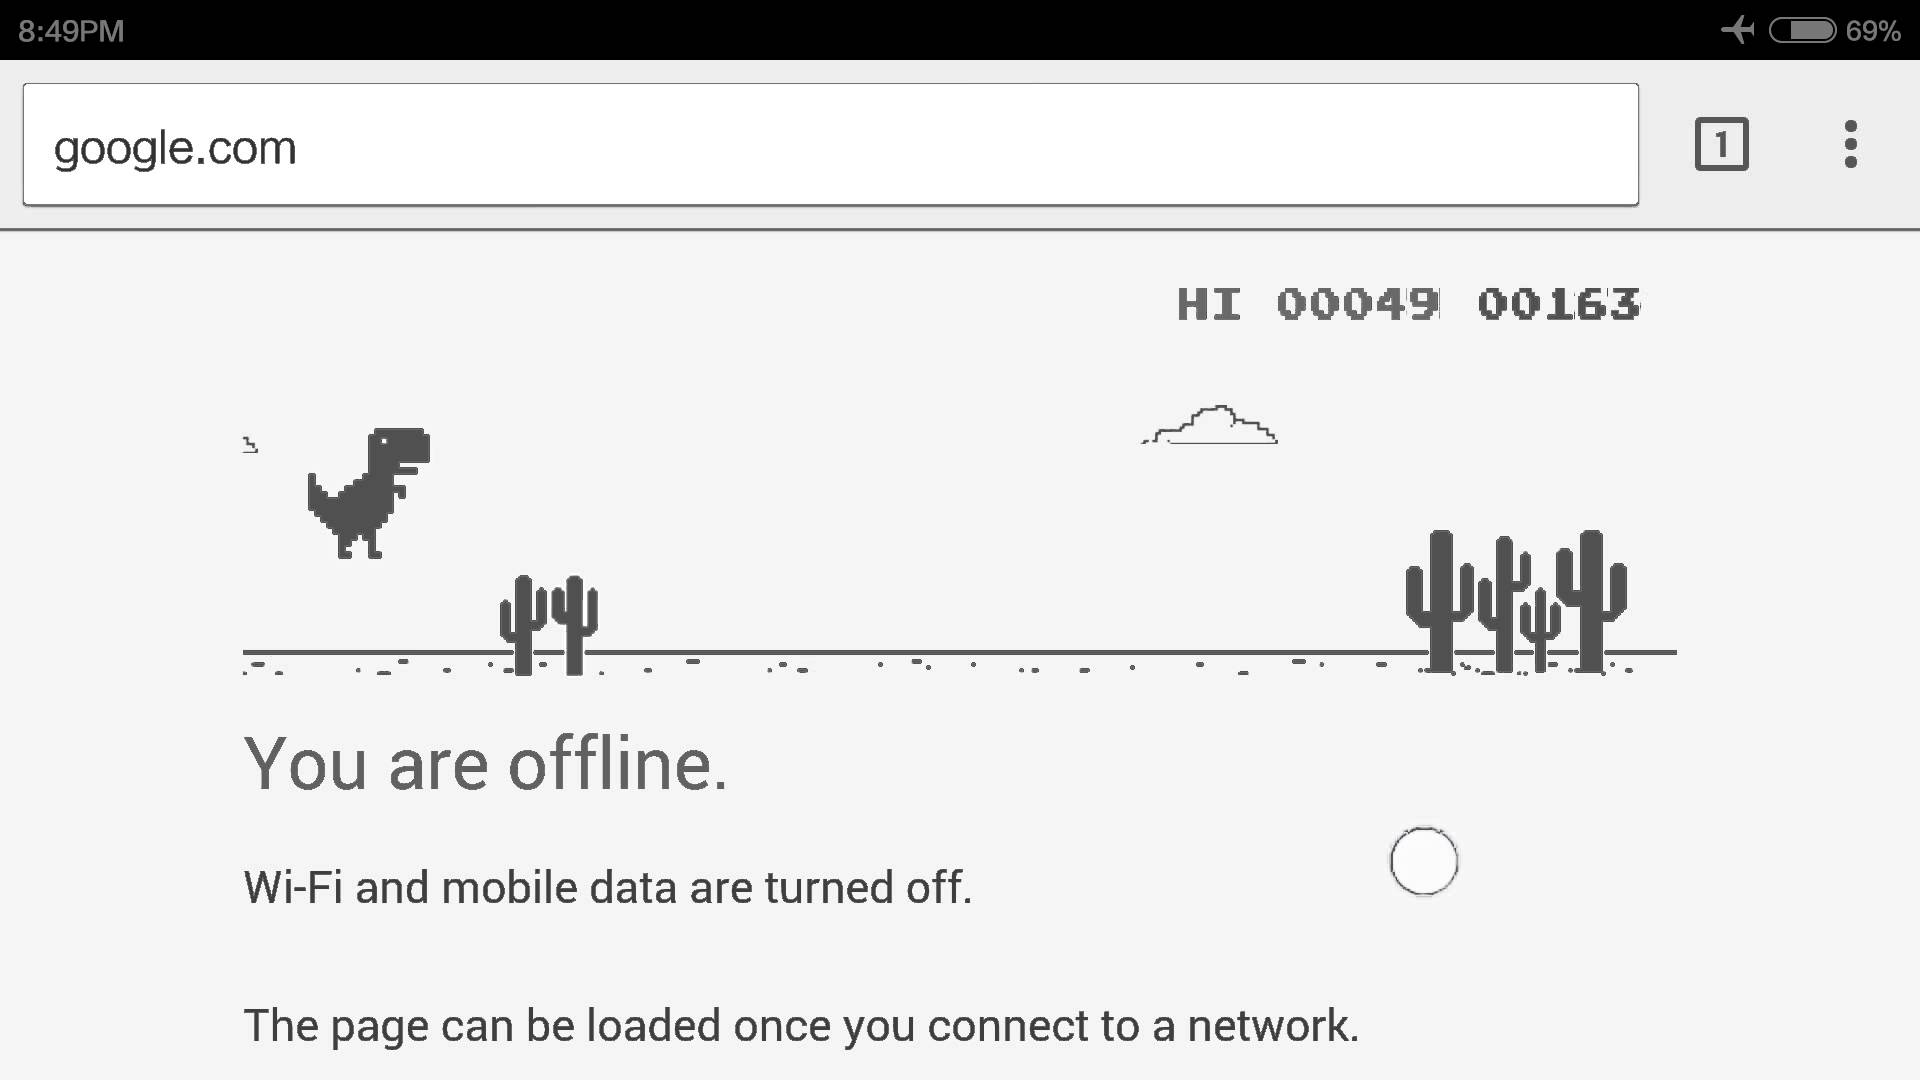 8:49PM 69%
google.com 1
HI 00049 00163
You are offline.
Wi-Fi and mobile data are turned off.
The page can be loaded once you connect to a network.